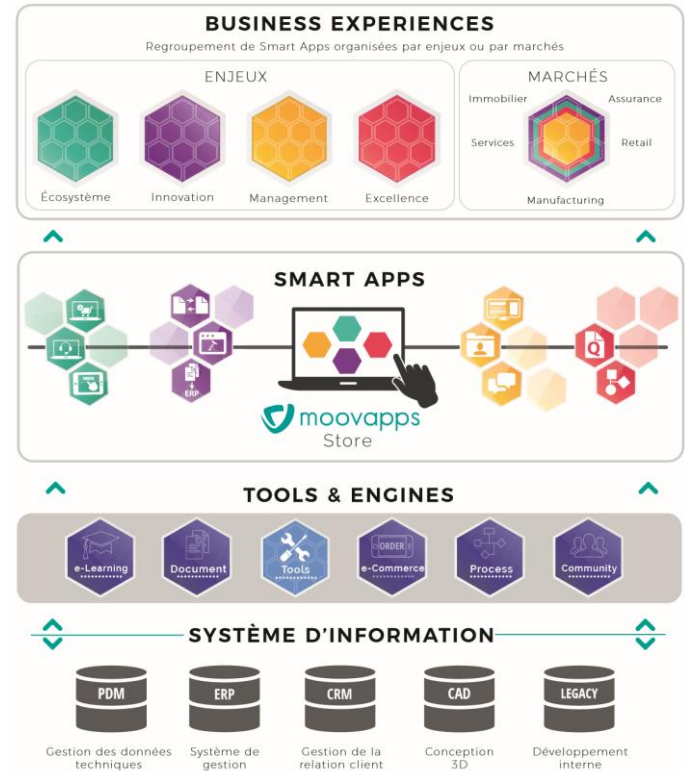 BUSINESS EXPERIENCES
Regroupement de Smart Apps organisées par enjeux ou par marchés
ENJEUX
Écosystème
Innovation
Management
Excellence
MARCHÉS
Immobilier
Assurance
Services
Retail
Manufacturing
SMART APPS
ERP
Q
moovapps
Store
TOOLS & ENGINES
e-Learning
Document
Tools
ORDER
e-Commerce
Process
Community
SYSTÈME D'INFORMATION
PDM
ERP
CRM
CAD
LEGACY
Gestion des données
techniques
Système de
gestion
Gestion de la
relation client
Conception
3D
Développement
interne